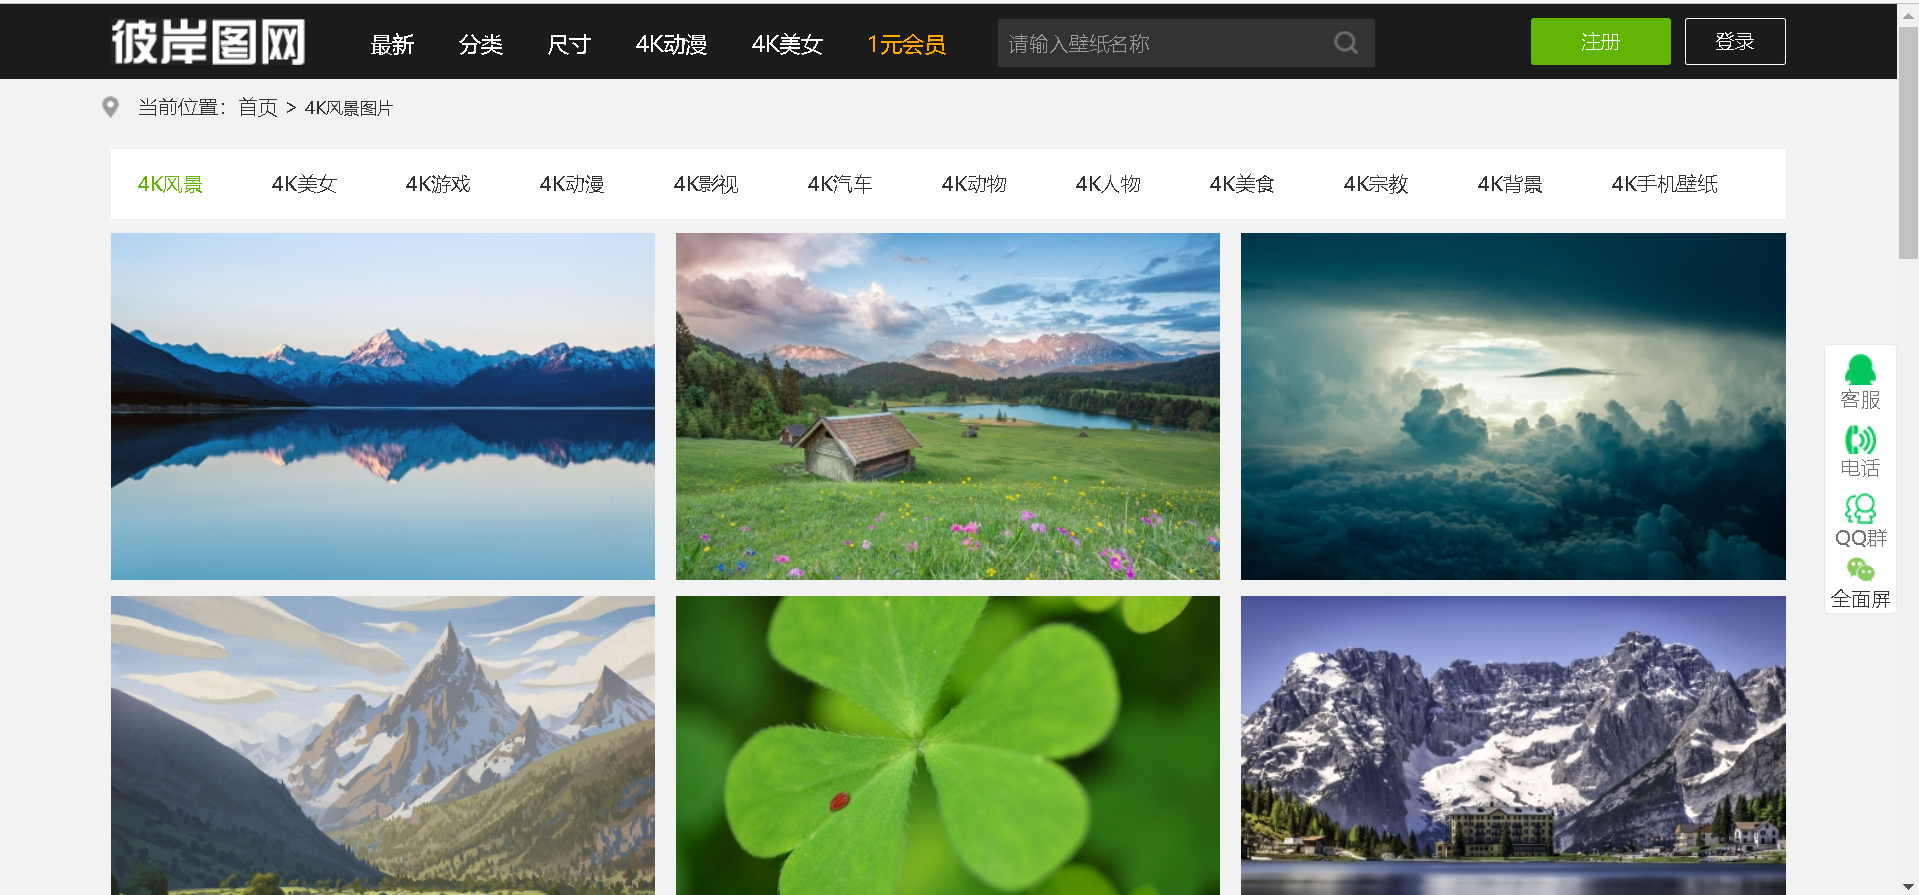 彼岸图网 最新 分类 尺寸 4K动漫 4K美女 1元会员 请输入壁纸名称 注册 登录
当前位置：首页 > 4K风景图片
4K风景 4K美女 4K游戏 4K动漫 4K影视 4K汽车 4K动物 4K人物 4K美食 4K宗教 4K背景 4K手机壁纸
客服
电话
QQ群
全面屏